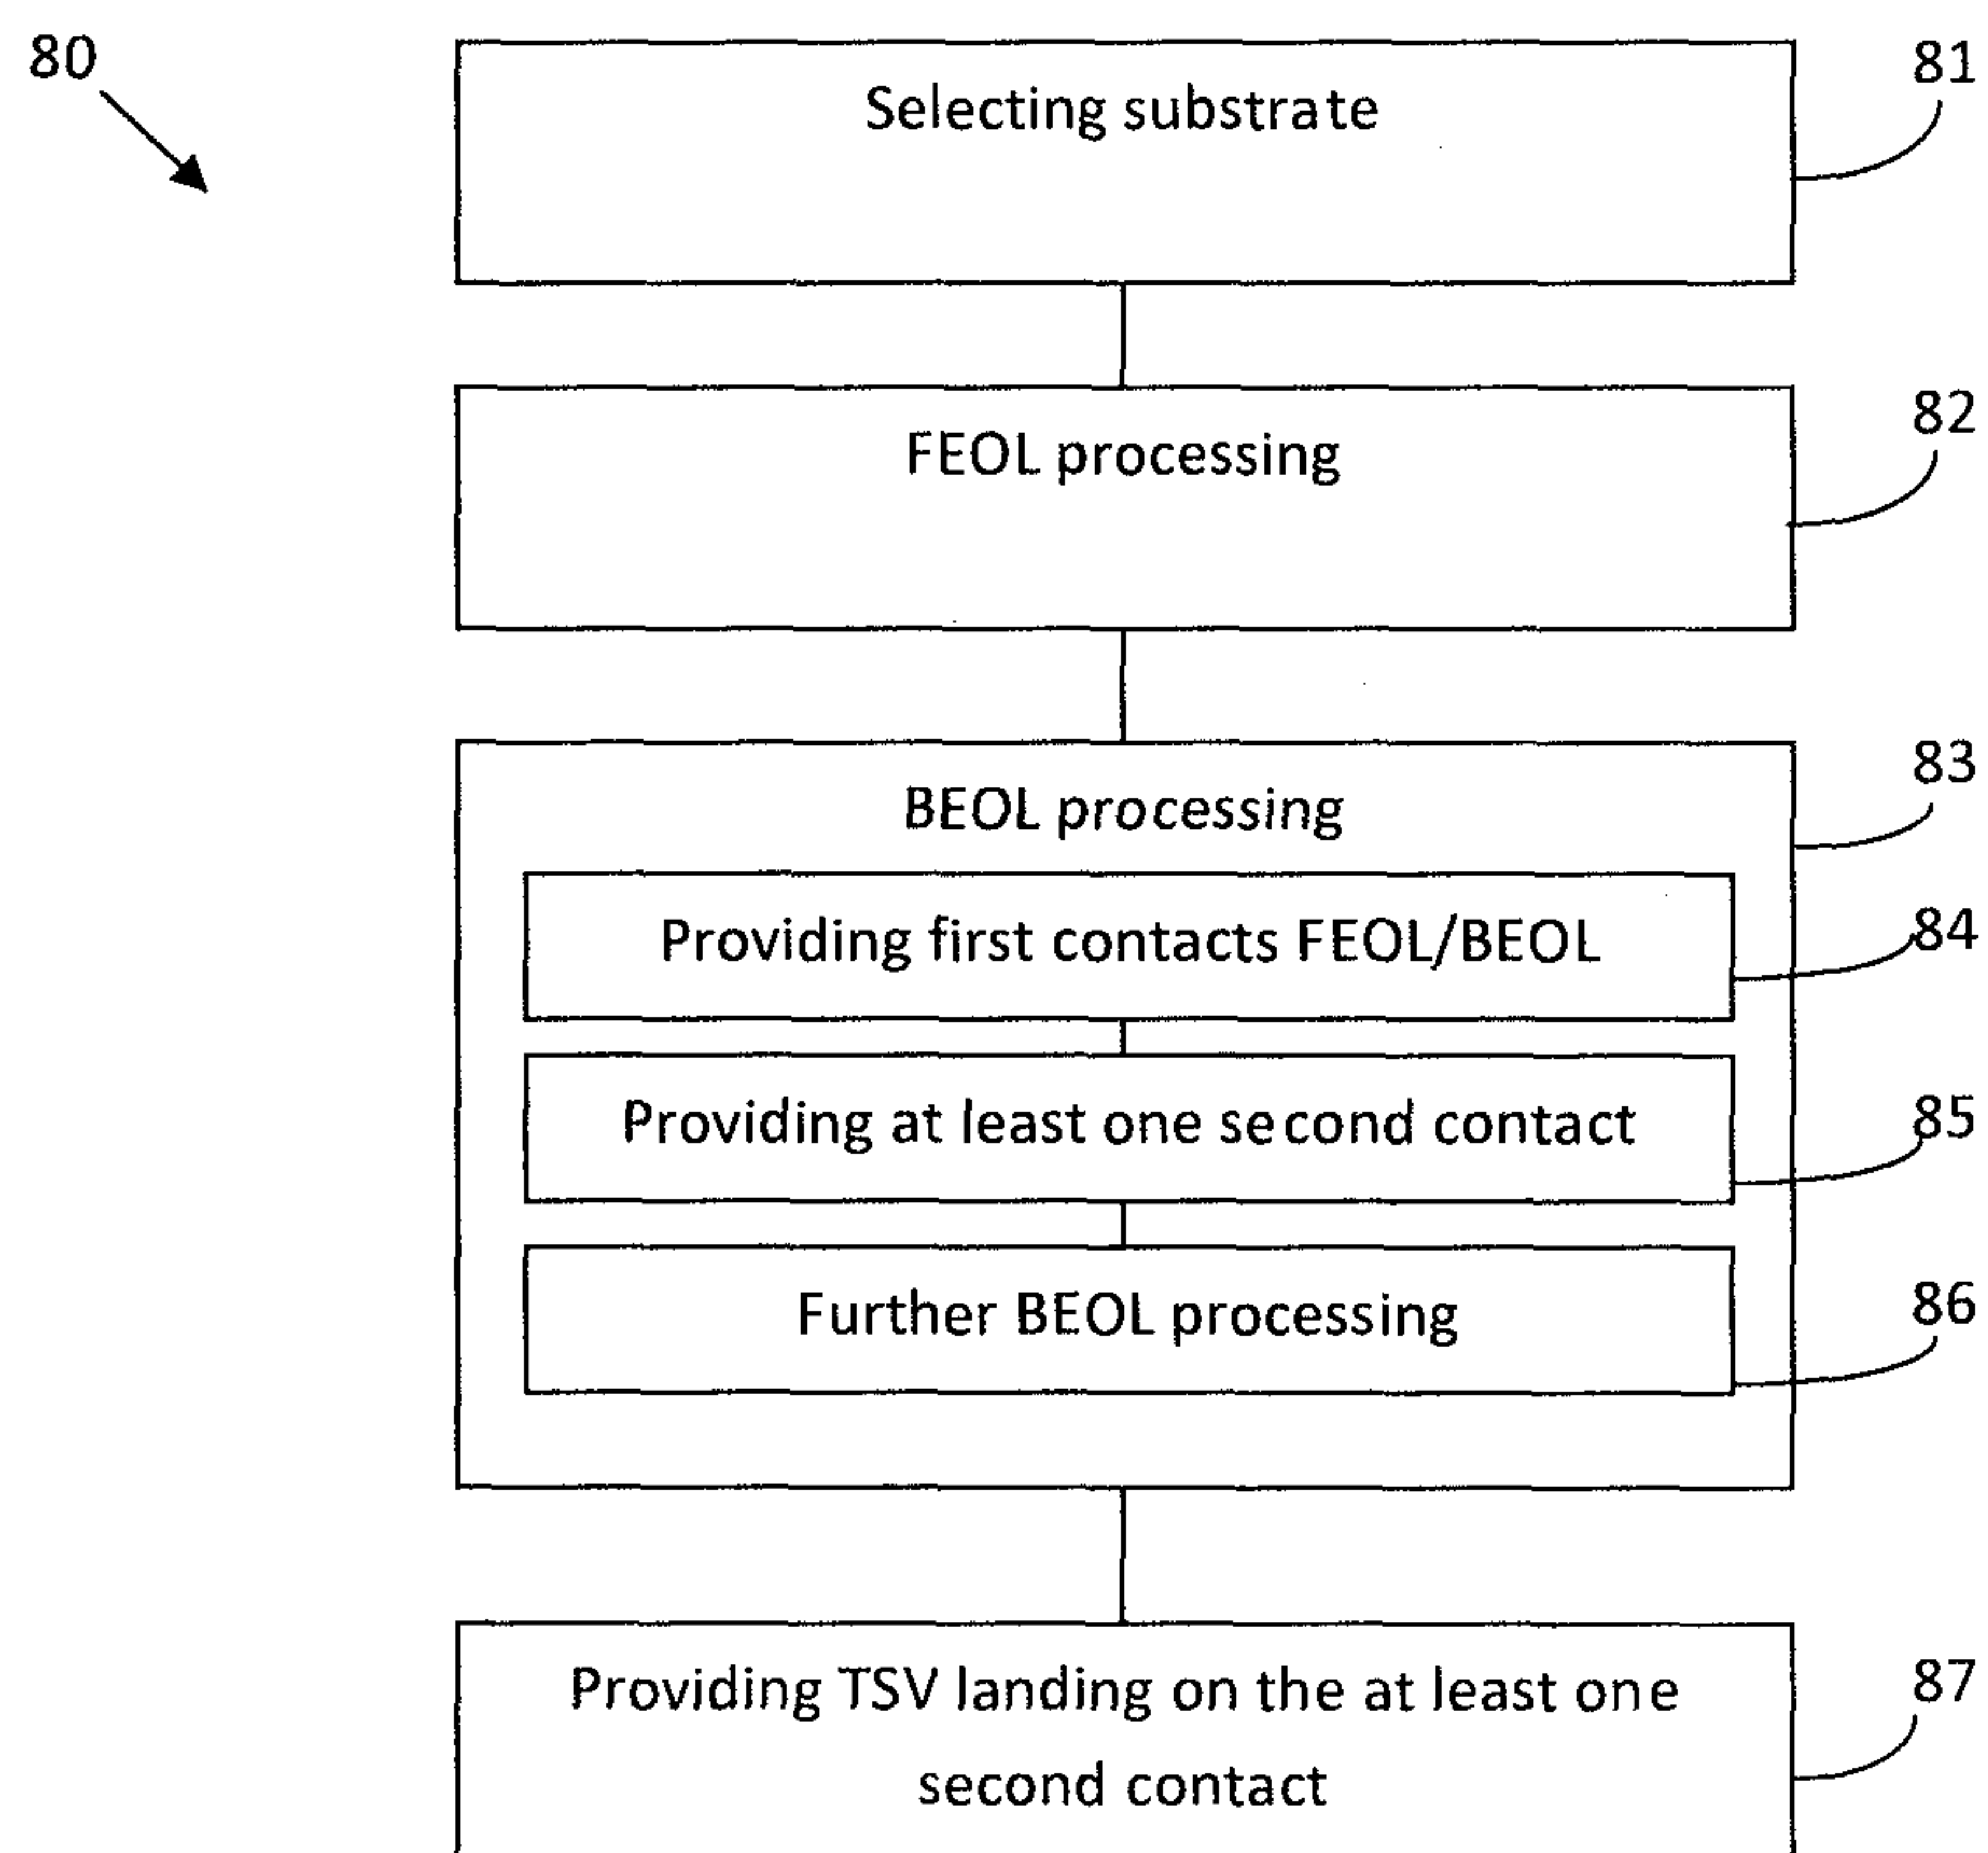 80
81
Selecting substrate
82
FEOL processing
83
BEOL processing
84
Providing first contacts FEOL/BEOL
85
Providing at least one second contact
86
Further BEOL processing
87
Providing TSV landing on the at least one
second contact